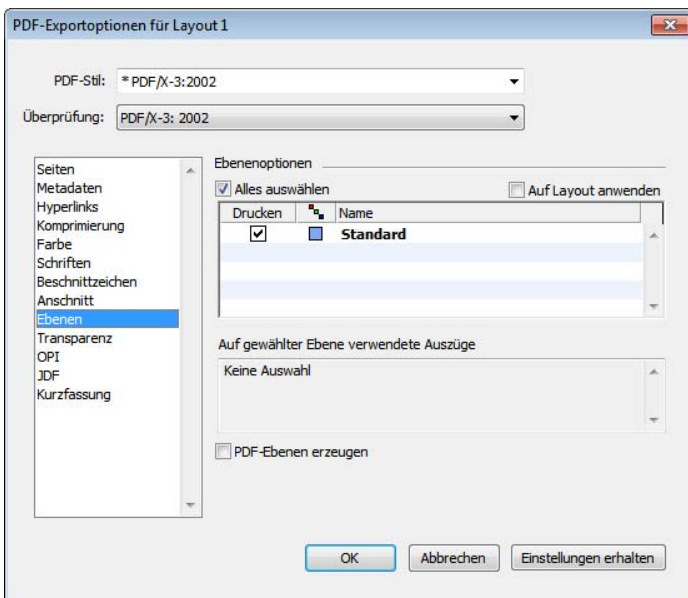 PDF-Exportoptionen für Layout 1
PDF-Stil: * PDF/X-3:2002
Überprüfung: PDF/X-3: 2002
Seiten
Metadaten
Hyperlinks
Komprimierung
Farbe
Schriften
Beschnittzeichen
Anschnitt
Ebenen
Transparenz
OPI
JDF
Kurzfassung
Ebenenoptionen
Alles auswählen Auf Layout anwenden
Drucken Name
Standard
Auf gewählter Ebene verwendete Auszüge
Keine Auswahl
PDF-Ebenen erzeugen
OK Abbrechen Einstellungen erhalten